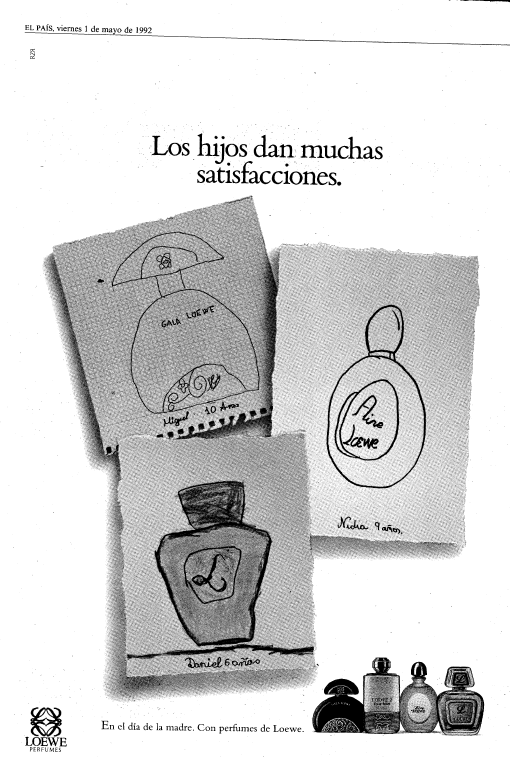 EL PAÍS, viernes 1 de mayo de 1992
Los hijos dan muchas
satisfacciones.
GALA LOEWE
Miguel 10 Años
Aire
Loewe
Nidia 9 años.
L
Daniel 6 años
LOEWE
PERFUMES
En el día de la madre. Con perfumes de Loewe.